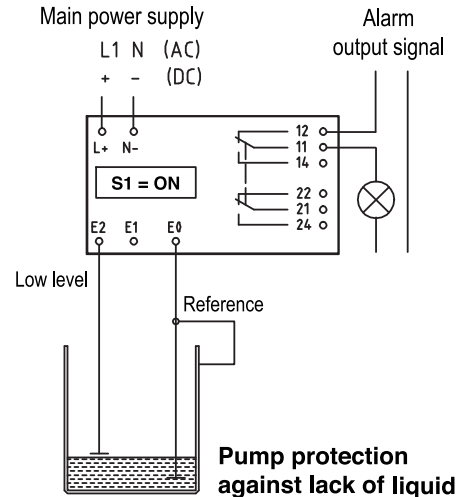 Main power supply
Alarm
output signal
L1 N (AC)
+ – (DC)
L+ N–
S1 = ON
12
11
14
22
21
24
E2 E1 E0
Low level
Reference
Pump protection
against lack of liquid